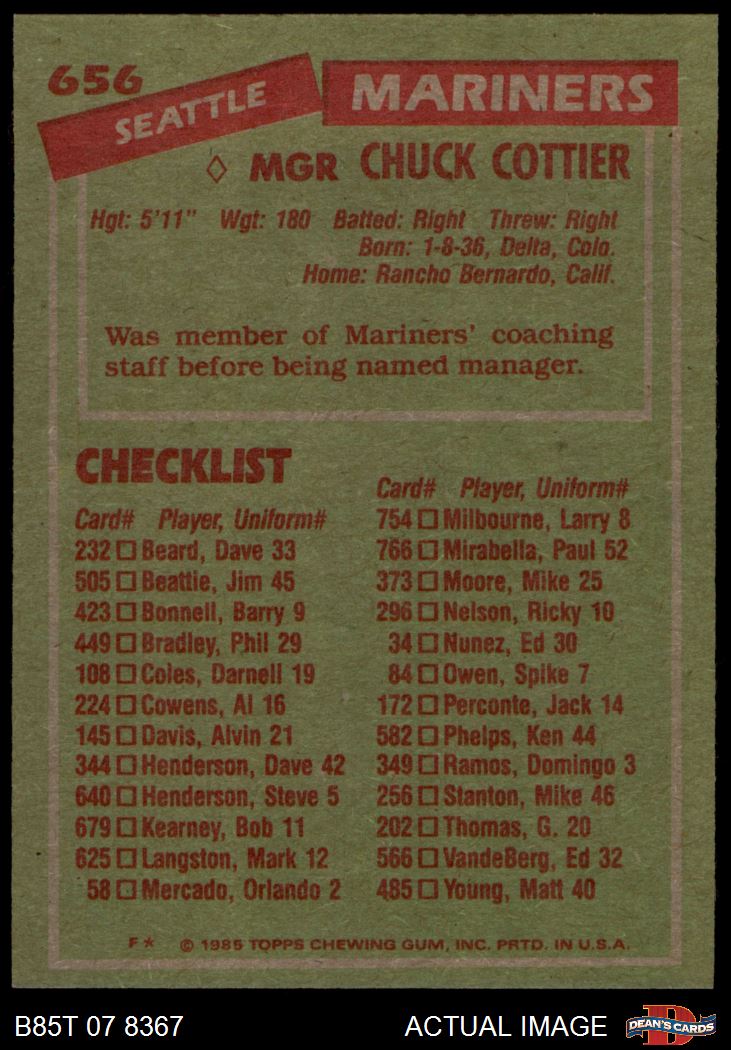 656
SEATTLE MARINERS
MGR CHUCK COTTIER
Hgt: 5'11" Wgt: 180 Batted: Right Threw: Right
Born: 1-8-36, Delta, Colo.
Home: Rancho Bernardo, Calif.
Was member of Mariners' coaching
staff before being named manager.
CHECKLIST
Card# Player, Uniform#
232 Beard, Dave 33
505 Beattie, Jim 45
423 Bonnell, Barry 9
449 Bradley, Phil 29
108 Coles, Darnell 19
224 Cowens, Al 16
145 Davis, Alvin 21
344 Henderson, Dave 42
640 Henderson, Steve 5
679 Kearney, Bob 11
625 Langston, Mark 12
58 Mercado, Orlando 2
Card# Player, Uniform#
754 Milbourne, Larry 8
766 Mirabella, Paul 52
373 Moore, Mike 25
296 Nelson, Ricky 10
34 Nunez, Ed 30
84 Owen, Spike 7
172 Perconte, Jack 14
582 Phelps, Ken 44
349 Ramos, Domingo 3
256 Stanton, Mike 46
202 Thomas, G. 20
566 VandeBerg, Ed 32
485 Young, Matt 40
F* © 1985 TOPPS CHEWING GUM, INC. PRTD. IN U.S.A.
B85T 07 8367
ACTUAL IMAGE
DEAN'S CARDS